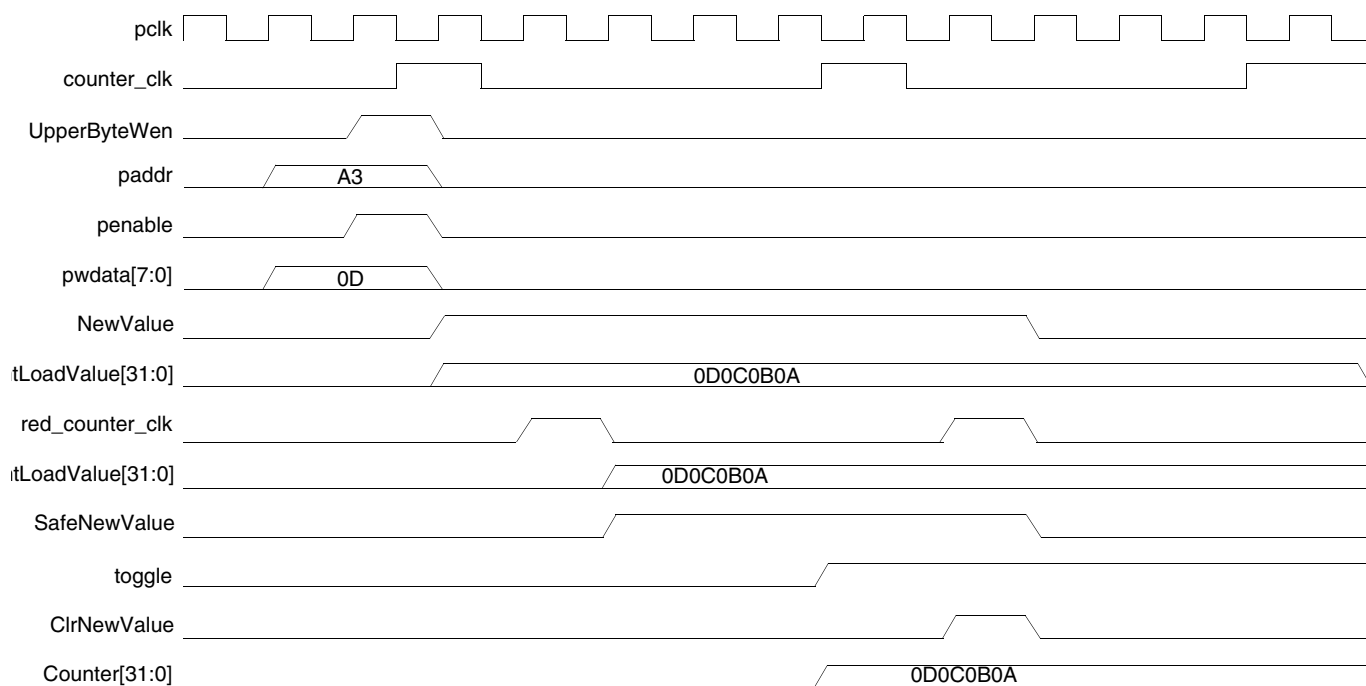 pclk
counter_clk
UpperByteWen
paddr
A3
penable
pwdata[7:0]
0D
NewValue
tLoadValue[31:0]
0D0C0B0A
red_counter_clk
tLoadValue[31:0]
0D0C0B0A
SafeNewValue
toggle
ClrNewValue
Counter[31:0]
0D0C0B0A